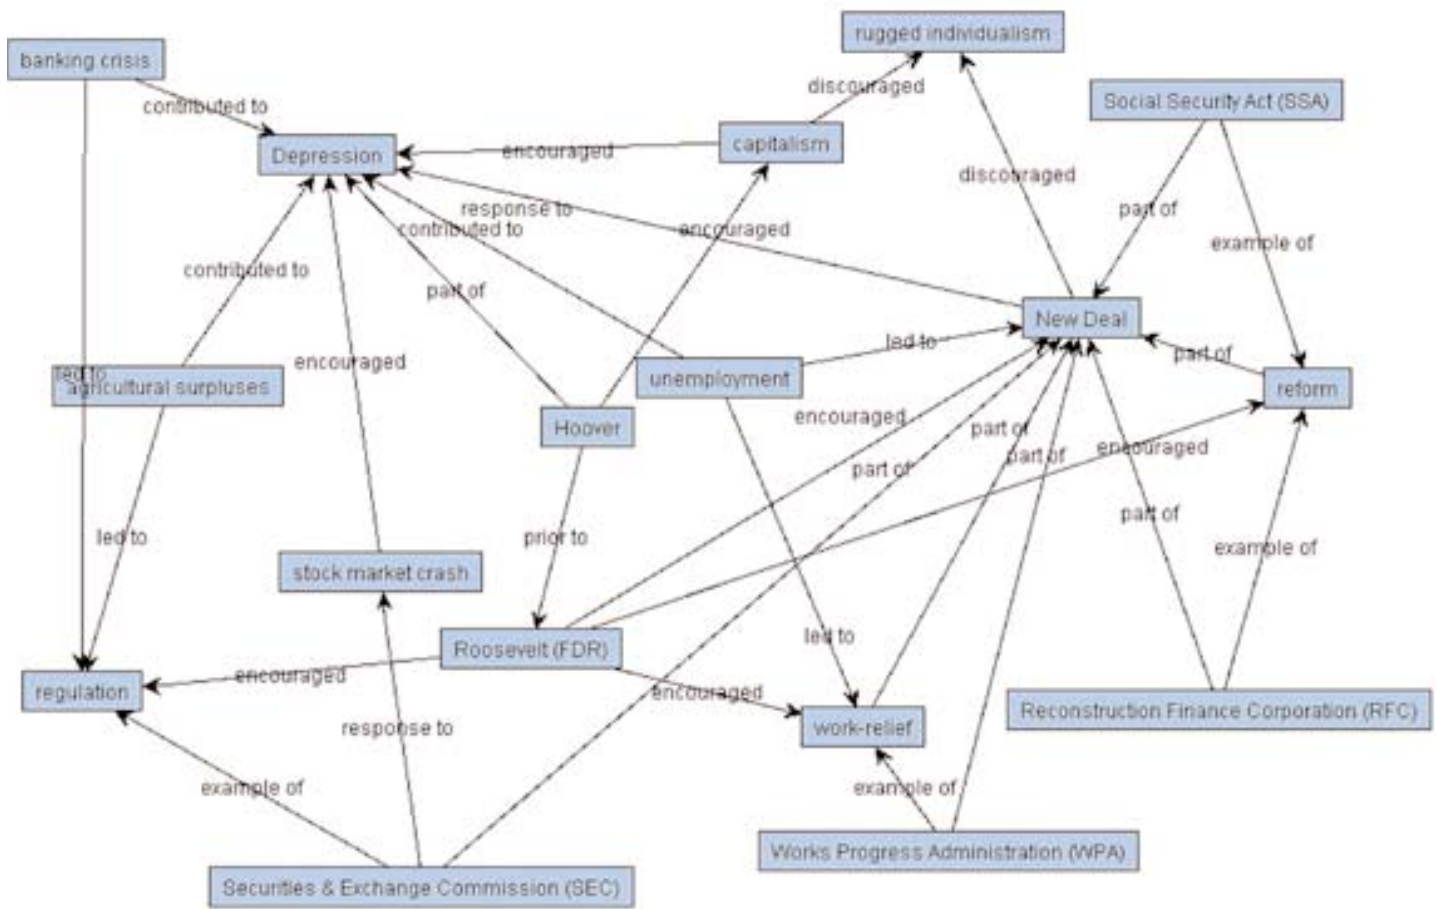 rugged individualism
banking crisis
discouraged
Social Security Act (SSA)
contributed to
capitalism
encouraged
Depression
discouraged
response to
part of
contributed to
encouraged
example of
contributed to
part of
New Deal
led to
part of
encouraged
led to
agricultural surpluses
unemployment
reform
encouraged
Hoover
part of
encouraged
part of
part of
part of
led to
prior to
example of
stock market crash
led to
Roosevelt (FDR)
encouraged
encouraged
regulation
Reconstruction Finance Corporation (RFC)
response to
work-relief
example of
example of
Works Progress Administration (WPA)
Securities & Exchange Commission (SEC)